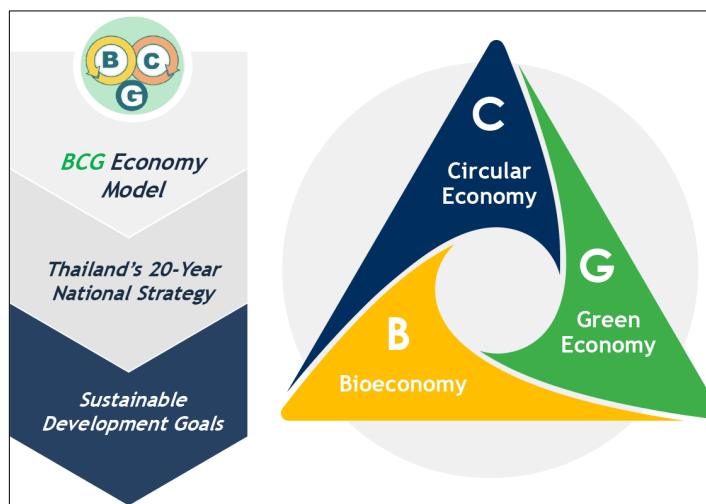 B C
G
BCG Economy
Model
Thailand's 20-Year
National Strategy
Sustainable
Development Goals
C
Circular
Economy
G
Green
Economy
B
Bioeconomy